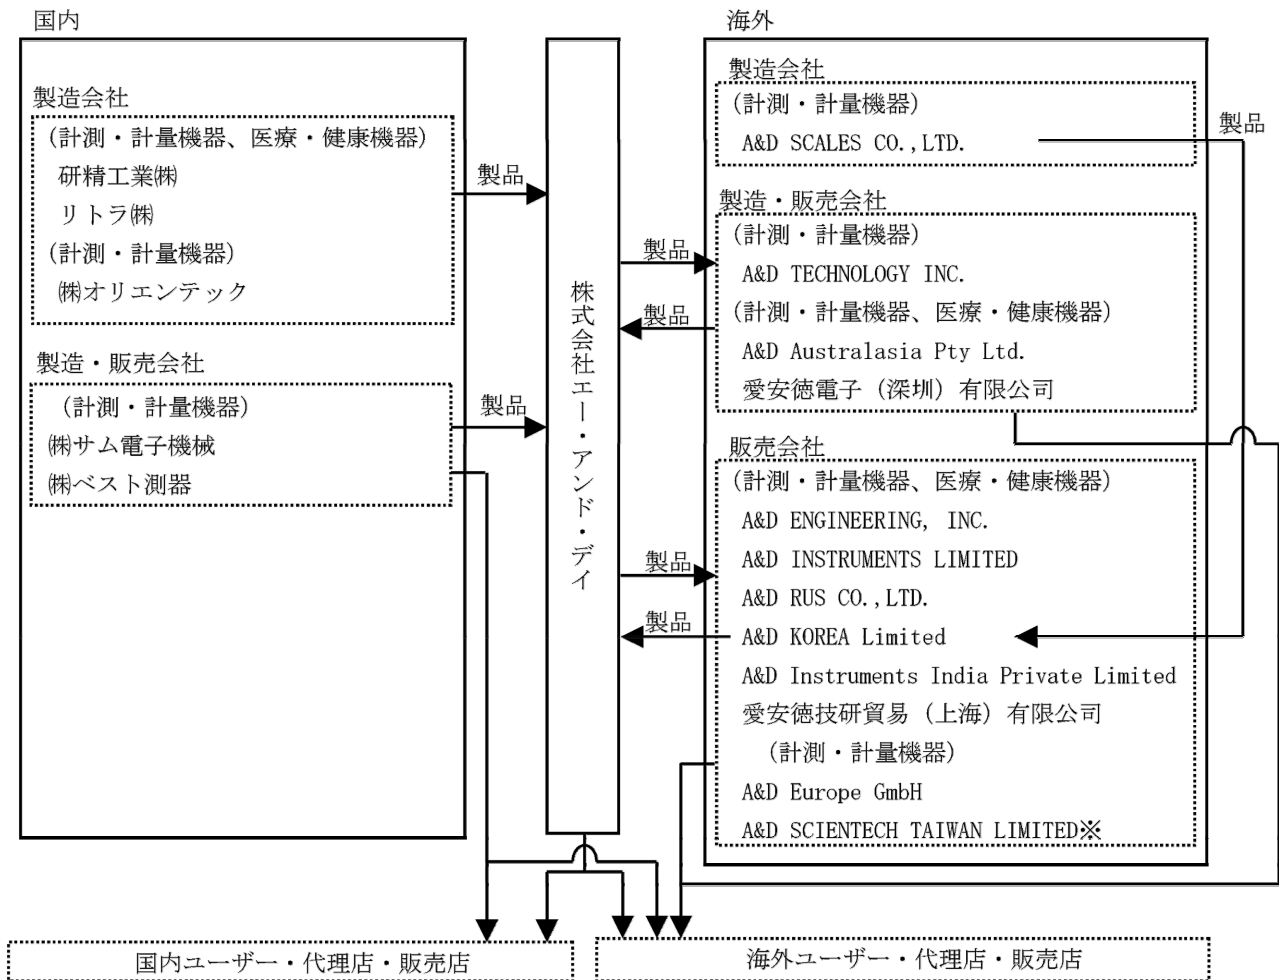 国内
製造会社
(計測・計量機器、医療・健康機器)
研精工業㈱
リトラ㈱
(計測・計量機器)
㈱オリエンテック
製造・販売会社
(計測・計量機器)
㈱サム電子機械
㈱ベスト測器
製品
製品
株式会社エー・アンド・デイ
製品
製品
製品
製品
海外
製造会社
(計測・計量機器)
A&D SCALES CO.,LTD.
製品
製造・販売会社
(計測・計量機器)
A&D TECHNOLOGY INC.
(計測・計量機器、医療・健康機器)
A&D Australasia Pty Ltd.
愛安徳電子（深圳）有限公司
販売会社
(計測・計量機器、医療・健康機器)
A&D ENGINEERING, INC.
A&D INSTRUMENTS LIMITED
A&D RUS CO.,LTD.
A&D KOREA Limited
A&D Instruments India Private Limited
愛安徳技研貿易（上海）有限公司
(計測・計量機器)
A&D Europe GmbH
A&D SCIENTECH TAIWAN LIMITED※
国内ユーザー・代理店・販売店
海外ユーザー・代理店・販売店